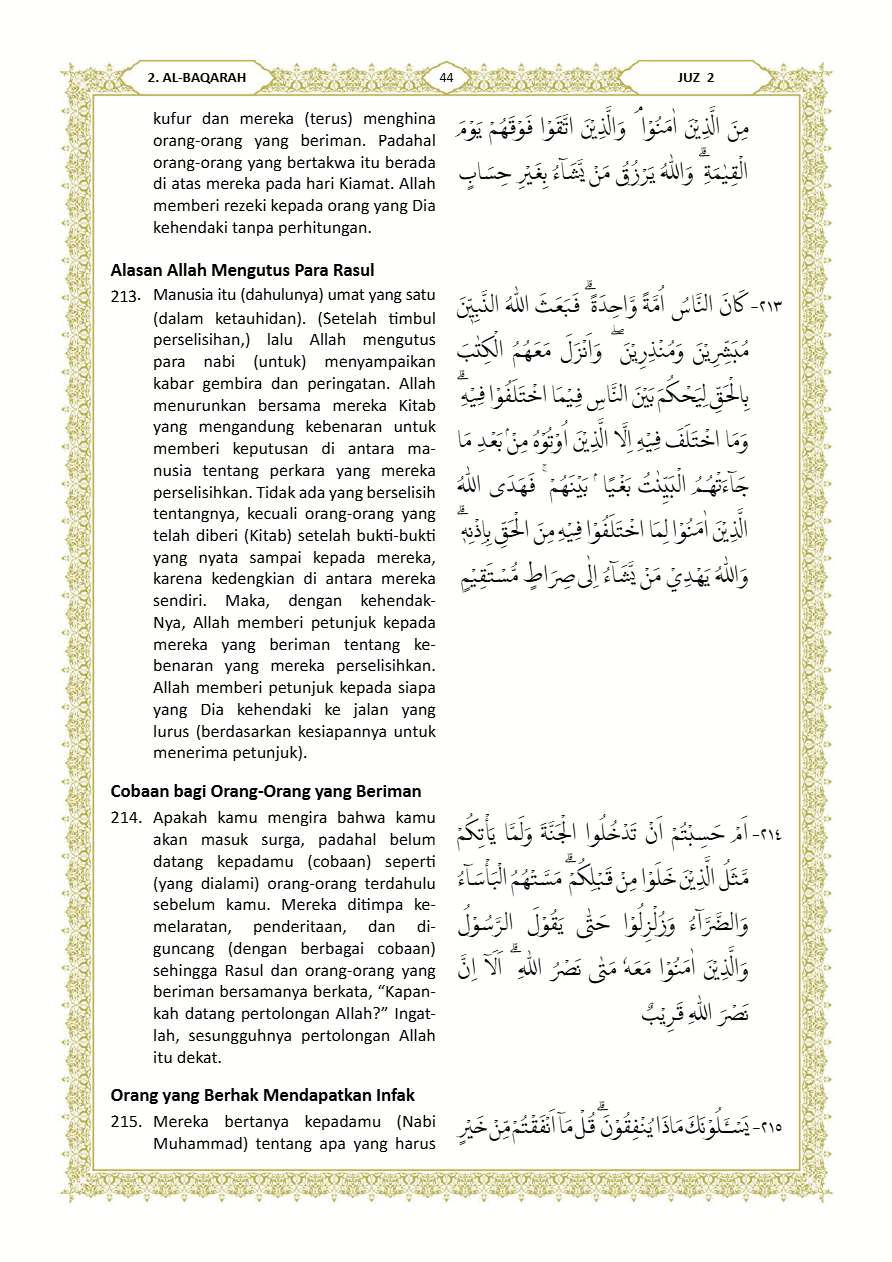 2. AL-BAQARAH
44
JUZ 2
kufur dan mereka (terus) menghina
orang-orang yang beriman. Padahal
orang-orang yang bertakwa itu berada
di atas mereka pada hari Kiamat. Allah
memberi rezeki kepada orang yang Dia
kehendaki tanpa perhitungan.
مِنَ الَّذِيْنَ اٰمَنُوْا ۘ وَالَّذِيْنَ اتَّقَوْا فَوْقَهُمْ يَوْمَ
الْقِيٰمَةِ ۗ وَاللّٰهُ يَرْزُقُ مَنْ يَّشَاۤءُ بِغَيْرِ حِسَابٍ
Alasan Allah Mengutus Para Rasul
213. Manusia itu (dahulunya) umat yang satu
(dalam ketauhidan). (Setelah timbul
perselisihan,) lalu Allah mengutus
para nabi (untuk) menyampaikan
kabar gembira dan peringatan. Allah
menurunkan bersama mereka Kitab
yang mengandung kebenaran untuk
memberi keputusan di antara ma-
nusia tentang perkara yang mereka
perselisihkan. Tidak ada yang berselisih
tentangnya, kecuali orang-orang yang
telah diberi (Kitab) setelah bukti-bukti
yang nyata sampai kepada mereka,
karena kedengkian di antara mereka
sendiri. Maka, dengan kehendak-
Nya, Allah memberi petunjuk kepada
mereka yang beriman tentang ke-
benaran yang mereka perselisihkan.
Allah memberi petunjuk kepada siapa
yang Dia kehendaki ke jalan yang
lurus (berdasarkan kesiapannya untuk
menerima petunjuk).
٢١٣- كَانَ النَّاسُ اُمَّةً وَّاحِدَةً ۗ فَبَعَثَ اللّٰهُ النَّبِيّٖنَ
مُبَشِّرِيْنَ وَمُنْذِرِيْنَ ۖ وَاَنْزَلَ مَعَهُمُ الْكِتٰبَ
بِالْحَقِّ لِيَحْكُمَ بَيْنَ النَّاسِ فِيْمَا اخْتَلَفُوْا فِيْهِ ۗ
وَمَا اخْتَلَفَ فِيْهِ اِلَّا الَّذِيْنَ اُوْتُوْهُ مِنْۢ بَعْدِ مَا
جَاۤءَتْهُمُ الْبَيِّنٰتُ بَغْيًا ۢ بَيْنَهُمْ ۚ فَهَدَى اللّٰهُ
الَّذِيْنَ اٰمَنُوْا لِمَا اخْتَلَفُوْا فِيْهِ مِنَ الْحَقِّ بِاِذْنِهٖ ۗ
وَاللّٰهُ يَهْدِيْ مَنْ يَّشَاۤءُ اِلٰى صِرَاطٍ مُّسْتَقِيْمٍ
Cobaan bagi Orang-Orang yang Beriman
214. Apakah kamu mengira bahwa kamu
akan masuk surga, padahal belum
datang kepadamu (cobaan) seperti
(yang dialami) orang-orang terdahulu
sebelum kamu. Mereka ditimpa ke-
melaratan, penderitaan, dan di-
guncang (dengan berbagai cobaan)
sehingga Rasul dan orang-orang yang
beriman bersamanya berkata, “Kapan-
kah datang pertolongan Allah?” Ingat-
lah, sesungguhnya pertolongan Allah
itu dekat.
٢١٤- اَمْ حَسِبْتُمْ اَنْ تَدْخُلُوا الْجَنَّةَ وَلَمَّا يَأْتِكُمْ
مَّثَلُ الَّذِيْنَ خَلَوْا مِنْ قَبْلِكُمْ ۗ مَسَّتْهُمُ الْبَأْسَاۤءُ
وَالضَّرَّاۤءُ وَزُلْزِلُوْا حَتّٰى يَقُوْلَ الرَّسُوْلُ
وَالَّذِيْنَ اٰمَنُوْا مَعَهٗ مَتٰى نَصْرُ اللّٰهِ ۗ اَلَآ اِنَّ
نَصْرَ اللّٰهِ قَرِيْبٌ
Orang yang Berhak Mendapatkan Infak
215. Mereka bertanya kepadamu (Nabi
Muhammad) tentang apa yang harus
٢١٥- يَسْـَٔلُوْنَكَ مَاذَا يُنْفِقُوْنَ ۗ قُلْ مَآ اَنْفَقْتُمْ مِّنْ خَيْرٍ